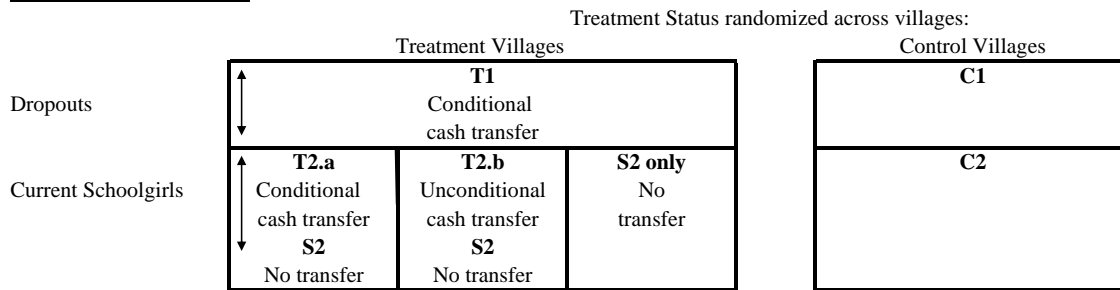 Treatment Status randomized across villages:
Treatment Villages Control Villages
T1 C1
Dropouts Conditional
cash transfer
T2.a T2.b S2 only C2
Current Schoolgirls Conditional Unconditional No
cash transfer cash transfer transfer
S2 S2
No transfer No transfer